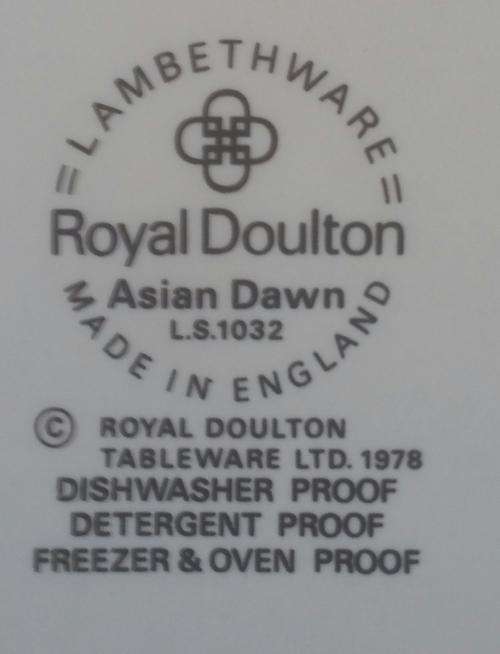 = LAMBETHWARE =
Royal Doulton
Asian Dawn
L.S.1032
MADE IN ENGLAND
© ROYAL DOULTON
TABLEWARE LTD. 1978
DISHWASHER PROOF
DETERGENT PROOF
FREEZER & OVEN PROOF